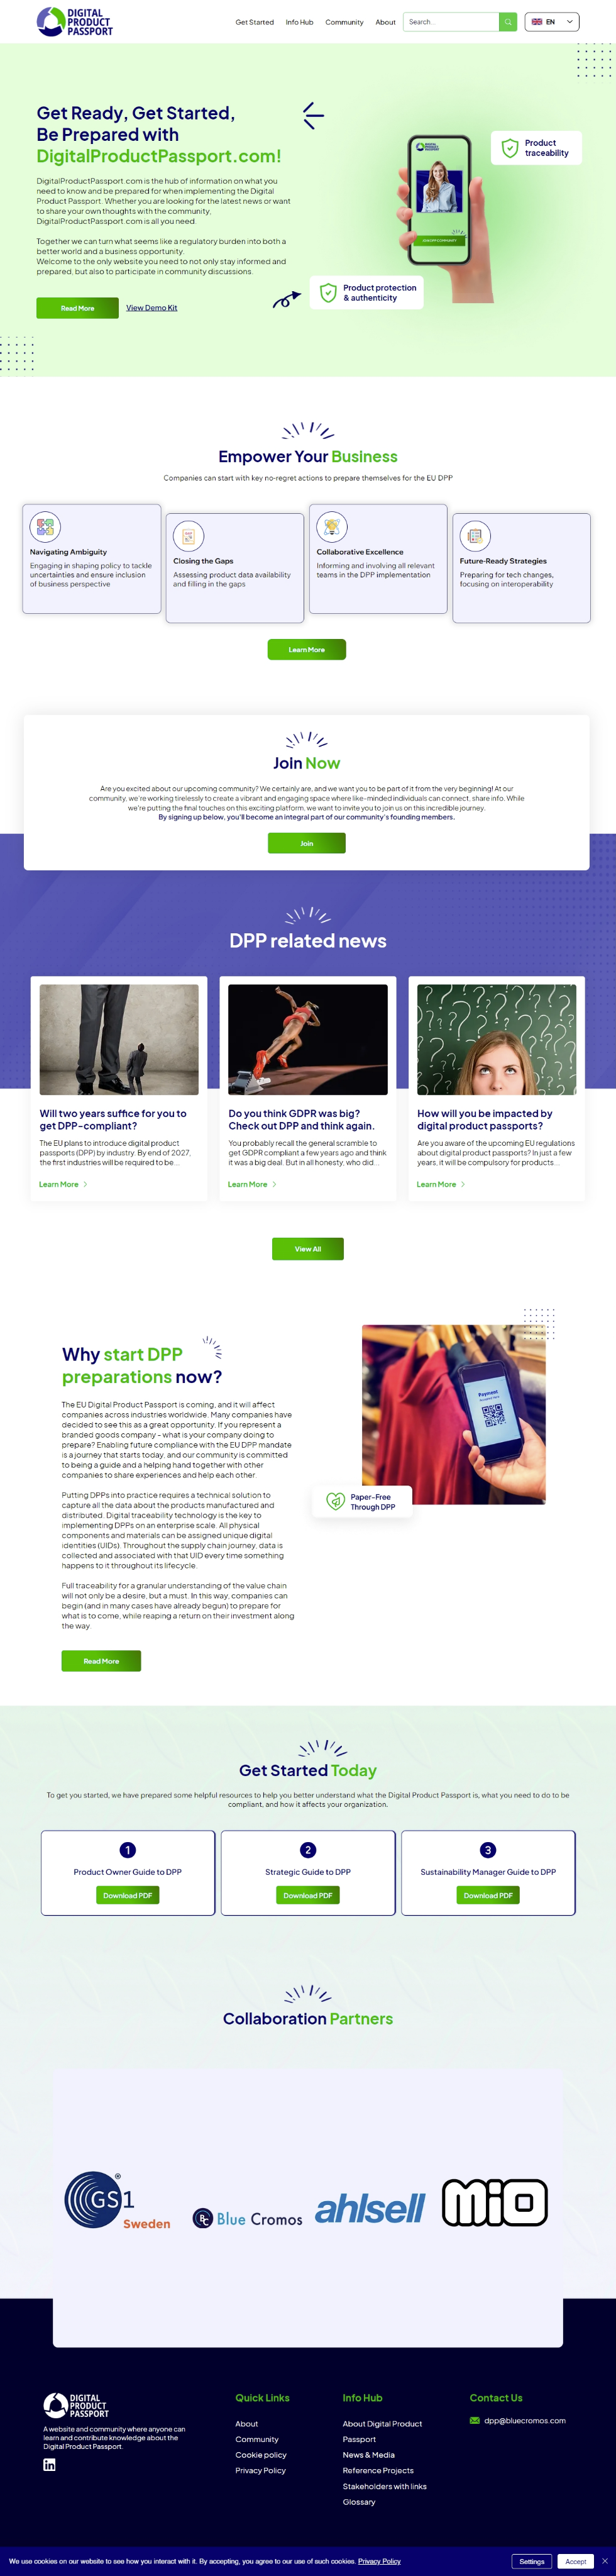 DIGITAL
PRODUCT
PASSPORT
Get Started
Info Hub
Community
About
Search...
EN
Get Ready, Get Started,
Be Prepared with
DigitalProductPassport.com!
DigitalProductPassport.com is the hub of information on what you
need to know and be prepared for when implementing the Digital
Product Passport. Whether you are looking for the latest news or want
to share your own thoughts with the community,
DigitalProductPassport.com is all you need.
Together we can turn what seems like a regulatory burden into both a
better world and a business opportunity.
Welcome to the only website you need to not only stay informed and
prepared, but also to participate in community discussions.
Read More
View Demo Kit
Product
traceability
Product protection
& authenticity
Empower Your Business
Companies can start with key no-regret actions to prepare themselves for the EU DPP
Navigating Ambiguity
Engaging in shaping policy to tackle
uncertainties and ensure inclusion
of business perspective
Closing the Gaps
Assessing product data availability
and filling in the gaps
Collaborative Excellence
Informing and involving all relevant
teams in the DPP implementation
Future-Ready Strategies
Preparing for tech changes,
focusing on interoperability
Learn More
Join Now
Are you excited about our upcoming community? We certainly are, and we want you to be part of it from the very beginning! At our
community, we're working tirelessly to create a vibrant and engaging space where like-minded individuals can connect, share info. While
we're putting the final touches on this exciting platform, we want to invite you to join us on this incredible journey.
By signing up below, you'll become an integral part of our community's founding members.
Join
DPP related news
Will two years suffice for you to
get DPP-compliant?
The EU plans to introduce digital product
passports (DPP) by industry. By end of 2027,
the first industries will be required to be...
Learn More
Do you think GDPR was big?
Check out DPP and think again.
You probably recall the general scramble to
get GDPR compliant a few years ago and think
it was a big deal. But in all honesty, who did...
Learn More
How will you be impacted by
digital product passports?
Are you aware of the upcoming EU regulations
about digital product passports? In just a few
years, it will be compulsory for products ...
Learn More
View All
Why start DPP
preparations now?
The EU Digital Product Passport is coming, and it will affect
companies across industries worldwide. Many companies have
decided to see this as a great opportunity. If you represent a
branded goods company - what is your company doing to
prepare? Enabling future compliance with the EU DPP mandate
is a journey that starts today, and our community is committed
to being a guide and a helping hand together with other
companies to share experiences and help each other.
Putting DPPs into practice requires a technical solution to
capture all the data about the products manufactured and
distributed. Digital traceability technology is the key to
implementing DPPs on an enterprise scale. All physical
components and materials can be assigned unique digital
identities (UIDs). Throughout the supply chain journey, data is
collected and associated with that UID every time something
happens to it throughout its lifecycle.
Full traceability for a granular understanding of the value chain
will not only be a desire, but a must. In this way, companies can
begin (and in many cases have already begun) to prepare for
what is to come, while reaping a return on their investment along
the way.
Read More
Payment
Paper-Free
Through DPP
Get Started Today
To get you started, we have prepared some helpful resources to help you better understand what the Digital Product Passport is, what you need to do to be
compliant, and how it affects your organization.
1
Product Owner Guide to DPP
Download PDF
2
Strategic Guide to DPP
Download PDF
3
Sustainability Manager Guide to DPP
Download PDF
Collaboration Partners
GS1
®
Sweden
BC Blue Cromos
ahlsell
mio
DIGITAL
PRODUCT
PASSPORT
A website and community where anyone can
learn and contribute knowledge about the
Digital Product Passport.
in
Quick Links
About
Community
Cookie policy
Privacy Policy
Info Hub
About Digital Product
Passport
News & Media
Reference Projects
Stakeholders with links
Glossary
Contact Us
dpp@bluecromos.com
We use cookies on our website to see how you interact with it. By accepting, you agree to our use of such cookies. Privacy Policy
Settings
Accept